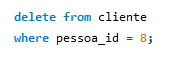 delete from cliente
where pessoa_id = 8;